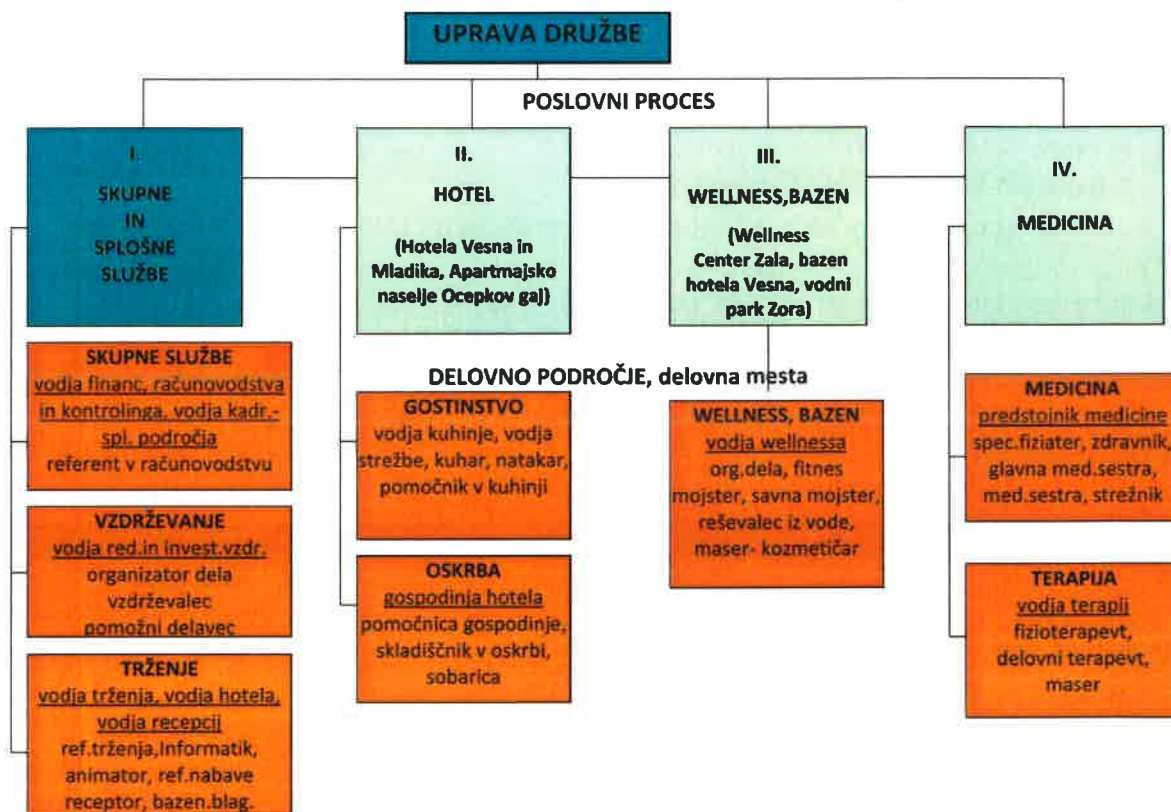 UPRAVA DRUŽBE
POSLOVNI PROCES
I.
SKUPNE
IN
SPLOŠNE
SLUŽBE
II.
HOTEL
(Hotela Vesna in
Mladika, Apartmajsko
naselje Ocepkov gaj)
III.
WELLNESS,BAZEN
(Wellness
Center Zala, bazen
hotela Vesna, vodni
park Zora)
IV.
MEDICINA
DELOVNO PODROČJE, delovna mesta
SKUPNE SLUŽBE
vodja financ, računovodstva
in kontrolinga, vodja kadr.-
spl. področja
referent v računovodstvu
VZDRŽEVANJE
vodja red.in invest.vzdr,
organizator dela
vzdrževalec
pomožni delavec
TRŽENJE
vodja trženja, vodja hotela,
vodja recepcij
ref.trženja,Informatik,
animator, ref.nabave
receptor, bazen.blag.
GOSTINSTVO
vodja kuhinje, vodja
strežbe, kuhar, natakar,
pomočnik v kuhinji
OSKRBA
gospodinja hotela
pomočnica gospodinje,
skladiščnik v oskrbi,
sobarica
WELLNESS, BAZEN
vodja wellnessa
org.dela, fitnes
mojster, savna mojster,
reševalec iz vode,
maser- kozmetičar
MEDICINA
predstojnik medicine
spec.fiziater, zdravnik,
glavna med.sestra,
med.sestra, strežnik
TERAPIJA
vodja terapij
fizioterapevt,
delovni terapevt,
maser